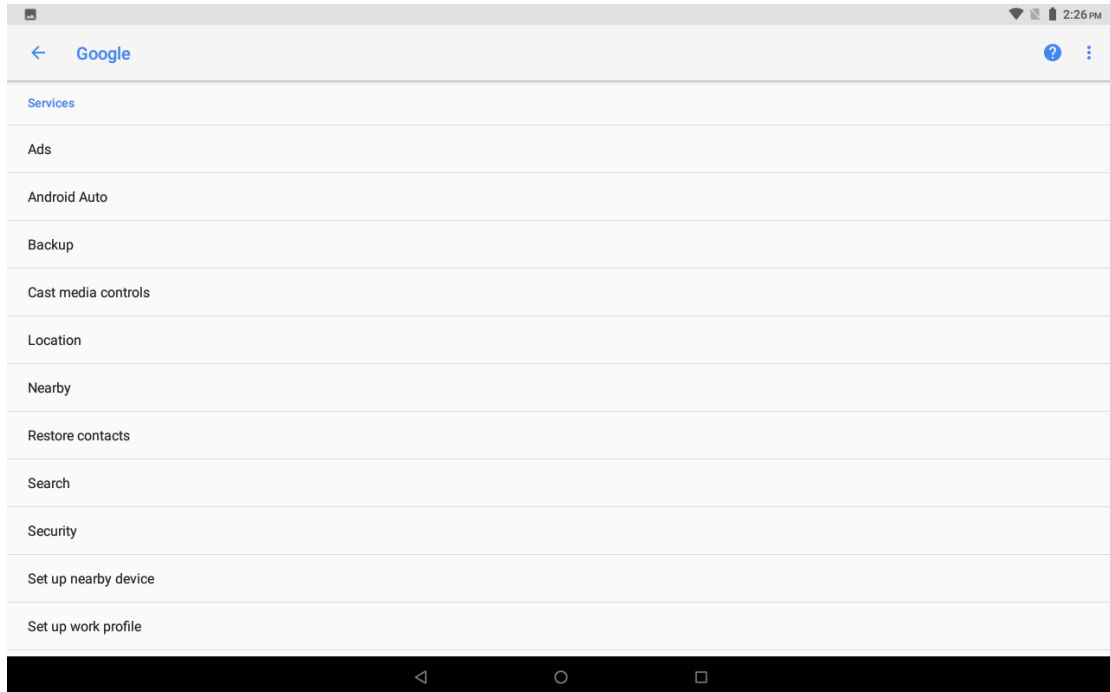 2:26 PM
Google
Services
Ads
Android Auto
Backup
Cast media controls
Location
Nearby
Restore contacts
Search
Security
Set up nearby device
Set up work profile